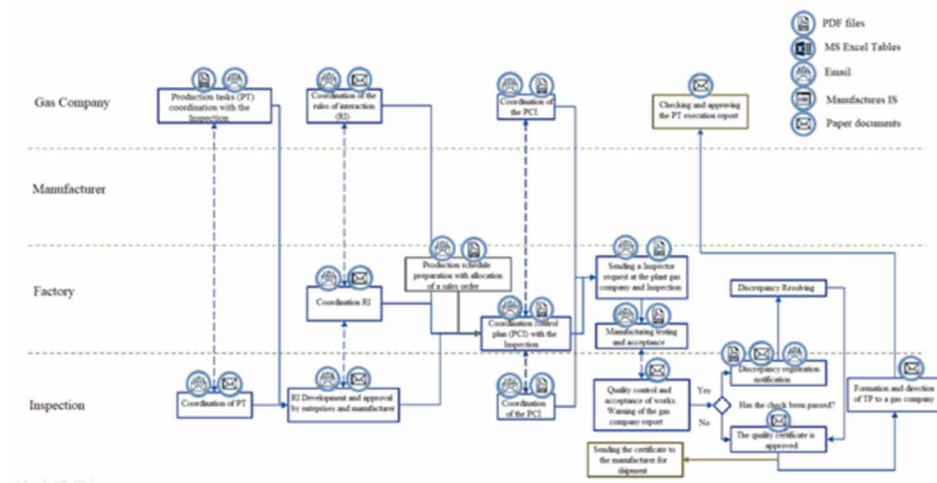 PDF files
MS Excel Tables
Email
Manufactures IS
Paper documents
Gas Company
Production tasks (PT)
coordination with the
Inspection
Coordination of the
rules of interaction
(RI)
Coordination of
the PCI
Checking and approving
the PT execution report
Manufacturer
Factory
Production schedule
preparation with allocation
of a sales order
Coordination RI
Coordination control
plan (PCI) with the
Inspection
Sending a Inspector
request at the plant gas
company and Inspection
Manufacturing testing
and acceptance
Discrepancy Resolving
Inspection
Coordination of PT
RI Development and approval
by enteprises and manufacturer
Coordination
of the PCI
Quality control and
acceptance of works.
Warning of the gas
company report
Yes
No
Has the check been passed?
Discrepancy registration
notification
The quality certificate is
approved
Formation and direction
of TP to a gas company
Sending the certificate to
the manufacturer for
shipment